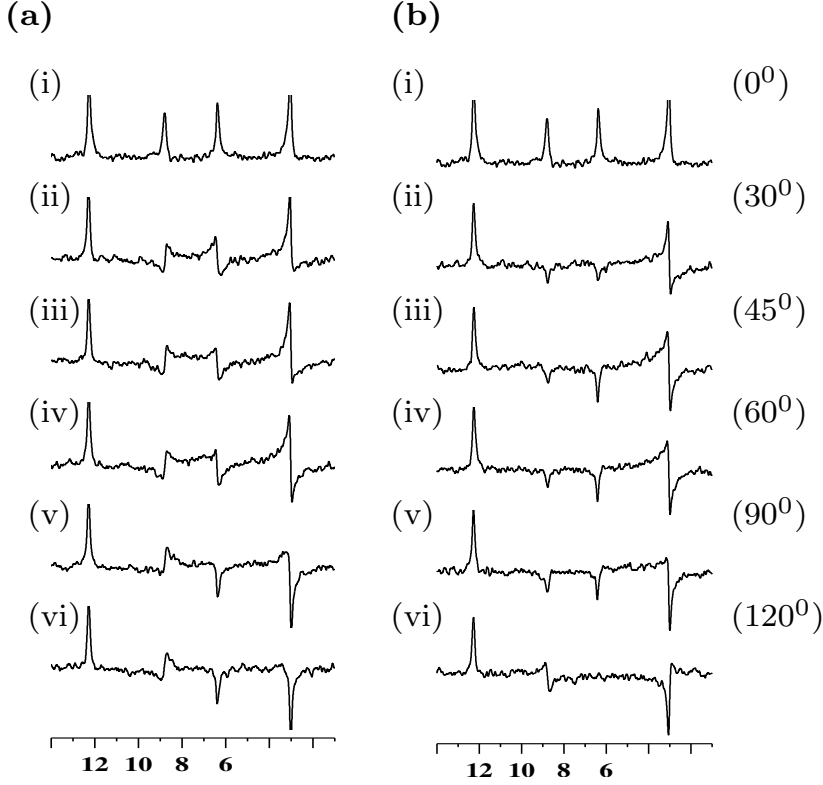 (a) (b)
(i) (i) (0⁰)
(ii) (ii) (30⁰)
(iii) (iii) (45⁰)
(iv) (iv) (60⁰)
(v) (v) (90⁰)
(vi) (vi) (120⁰)
12 10 8 6 12 10 8 6